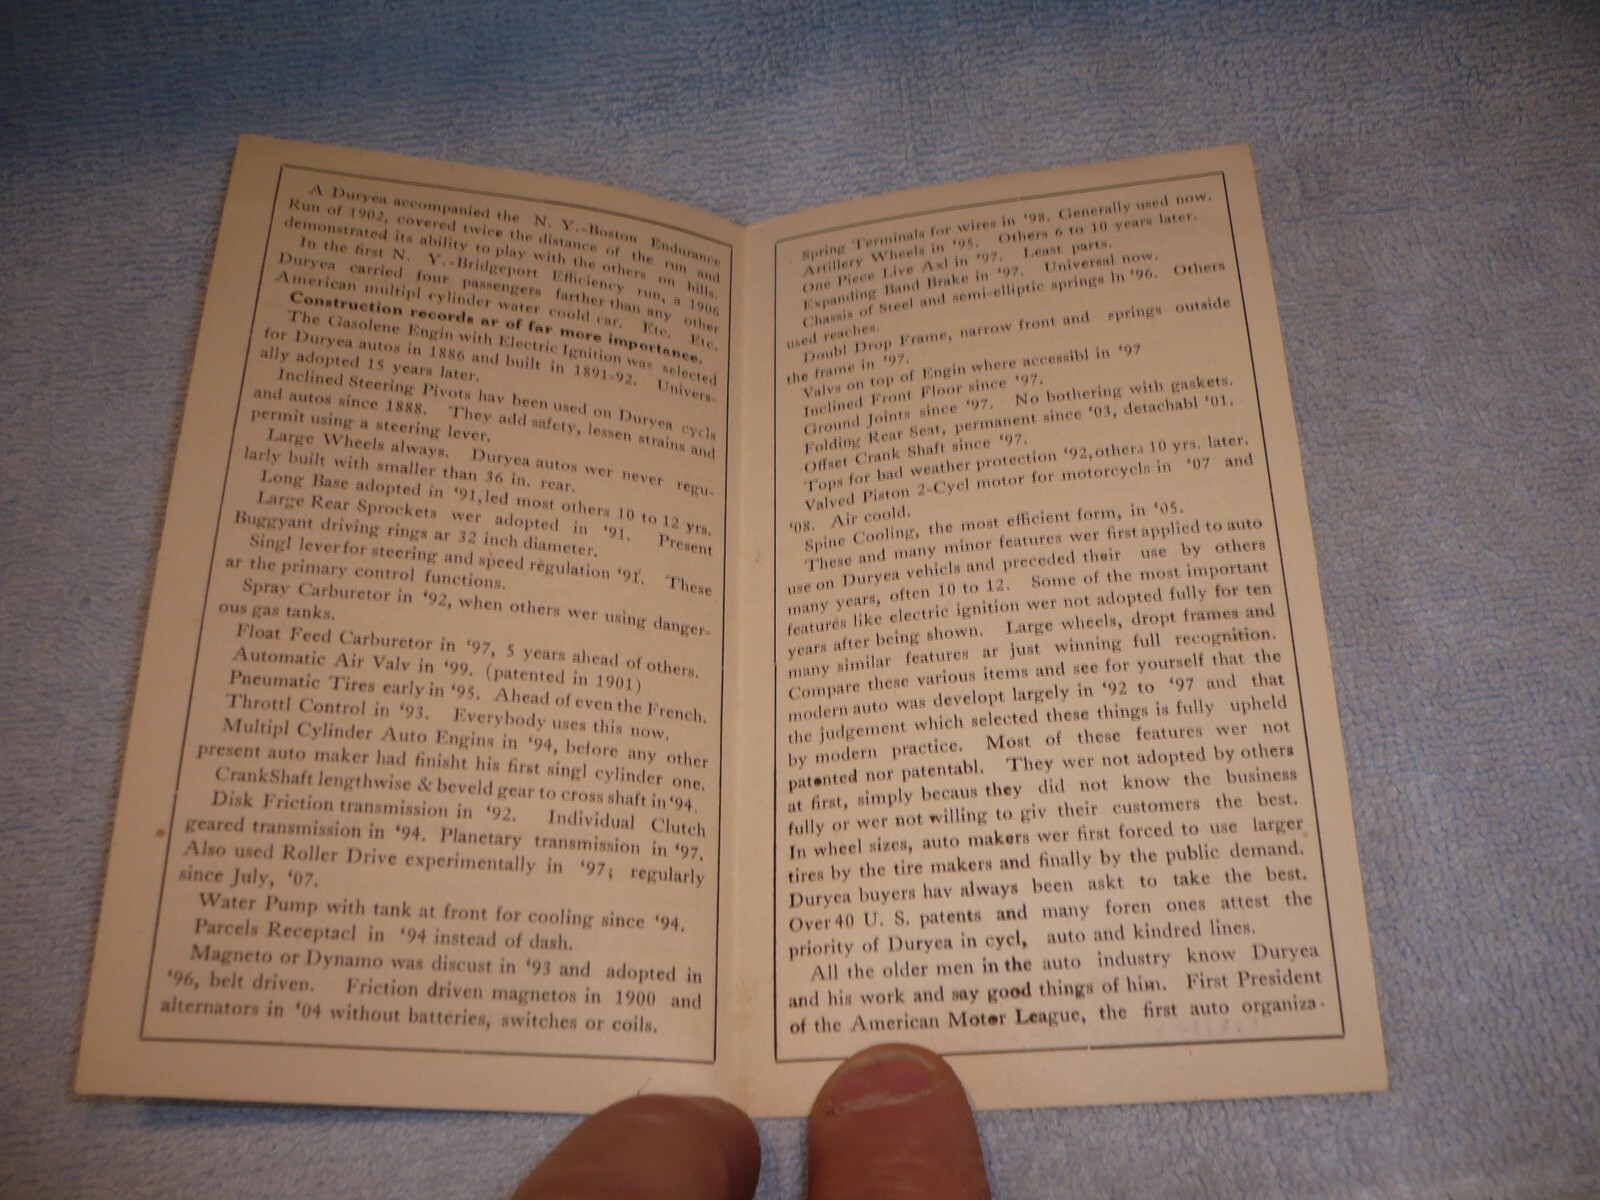 A Duryea accompanied the N. Y.-Boston Endurance
Run of 1902, covered twice the distance of the run and
demonstrated its ability to play with the others on hills.
In the first N. Y.-Bridgeport Efficiency run, a 1906
Duryea carried four passengers farther than any other
American multipl cylinder water coold car. Etc. Etc.
Construction records ar of far more importance.
The Gasolene Engin with Electric Ignition was selected
for Duryea autos in 1886 and built in 1891-92. Univers-
ally adopted 15 years later.
Inclined Steering Pivots hav been used on Duryea cycls
and autos since 1888. They add safety, lessen strains and
permit using a steering lever.
Large Wheels always. Duryea autos wer never regu-
larly built with smaller than 36 in. rear.
Long Base adopted in '91, led most others 10 to 12 yrs.
Large Rear Sprockets wer adopted in '91. Present
Buggyant driving rings ar 32 inch diameter.
Singl lever for steering and speed regulation '91. These
ar the primary control functions.
Spray Carburetor in '92, when others wer using danger-
ous gas tanks.
Float Feed Carburetor in '97, 5 years ahead of others.
Automatic Air Valv in '99. (patented in 1901)
Pneumatic Tires early in '95. Ahead of even the French.
Throttl Control in '93. Everybody uses this now.
Multipl Cylinder Auto Engins in '94, before any other
present auto maker had finisht his first singl cylinder one.
CrankShaft lengthwise & beveld gear to cross shaft in '94.
Disk Friction transmission in '92. Individual Clutch
geared transmission in '94. Planetary transmission in '97.
Also used Roller Drive experimentally in '97; regularly
since July, '07.
Water Pump with tank at front for cooling since '94.
Parcels Receptacl in '94 instead of dash.
Magneto or Dynamo was discust in '93 and adopted in
'96, belt driven. Friction driven magnetos in 1900 and
alternators in '04 without batteries, switches or coils.
Spring Terminals for wires in '98. Generally used now.
Artillery Wheels in '95. Others 6 to 10 years later.
One Piece Live Axl in '97. Least parts.
Expanding Band Brake in '97. Universal now.
Chassis of Steel and semi-elliptic springs In '96. Others
used reaches.
Doubl Drop Frame, narrow front and springs outside
the frame in '97.
Valvs on top of Engin where accessibl in '97
Inclined Front Floor since '97.
Ground Joints since '97. No bothering with gaskets.
Folding Rear Seat, permanent since '03, detachabl '01.
Offset Crank Shaft since '97.
Tops for bad weather protection '92, others 10 yrs. later.
Valved Piston 2-Cycl motor for motorcycls in '07 and
'08. Air coold.
Spine Cooling, the most efficient form, in '05.
These and many minor features wer first applied to auto
use on Duryea vehicls and preceded their use by others
many years, often 10 to 12. Some of the most important
features like electric ignition wer not adopted fully for ten
years after being shown. Large wheels, dropt frames and
many similar features ar just winning full recognition.
Compare these various items and see for yourself that the
modern auto was developt largely in '92 to '97 and that
the judgement which selected these things is fully upheld
by modern practice. Most of these features wer not
patented nor patentabl. They wer not adopted by others
at first, simply becaus they did not know the business
fully or wer not willing to giv their customers the best.
In wheel sizes, auto makers wer first forced to use larger
tires by the tire makers and finally by the public demand.
Duryea buyers hav always been askt to take the best.
Over 40 U. S. patents and many foren ones attest the
priority of Duryea in cycl, auto and kindred lines.
All the older men in the auto industry know Duryea
and his work and say good things of him. First President
of the American Motor League, the first auto organiza-